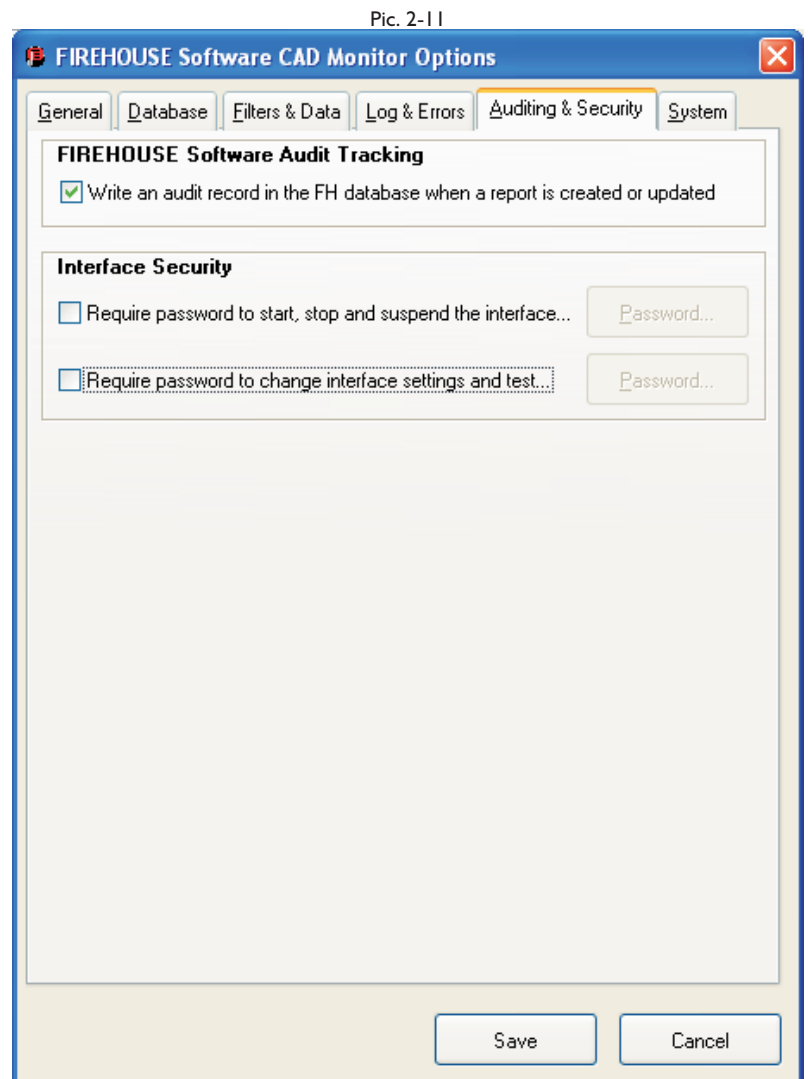 Pic. 2-11
FIREHOUSE Software CAD Monitor Options
General Database Filters & Data Log & Errors Auditing & Security System
FIREHOUSE Software Audit Tracking
Write an audit record in the FH database when a report is created or updated
Interface Security
Require password to start, stop and suspend the interface... Password...
Require password to change interface settings and test... Password...
Save Cancel